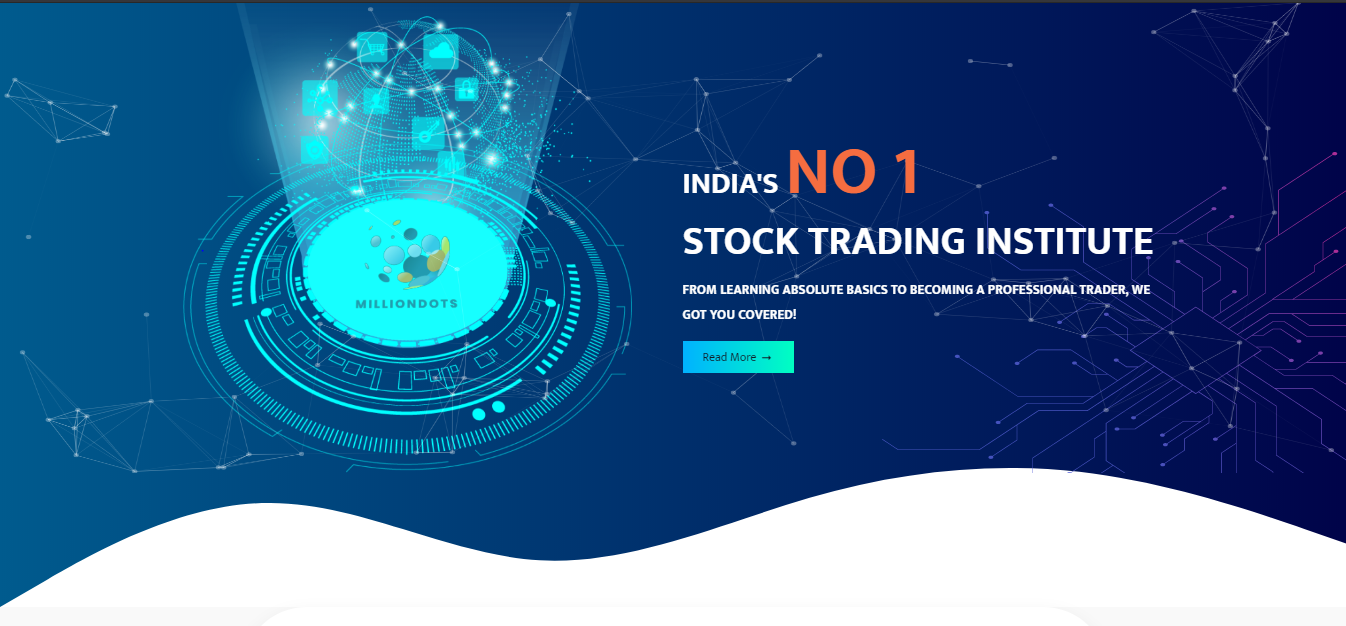 INDIA'S NO 1
STOCK TRADING INSTITUTE
FROM LEARNING ABSOLUTE BASICS TO BECOMING A PROFESSIONAL TRADER, WE
GOT YOU COVERED!
Read More →
MILLIONDOTS